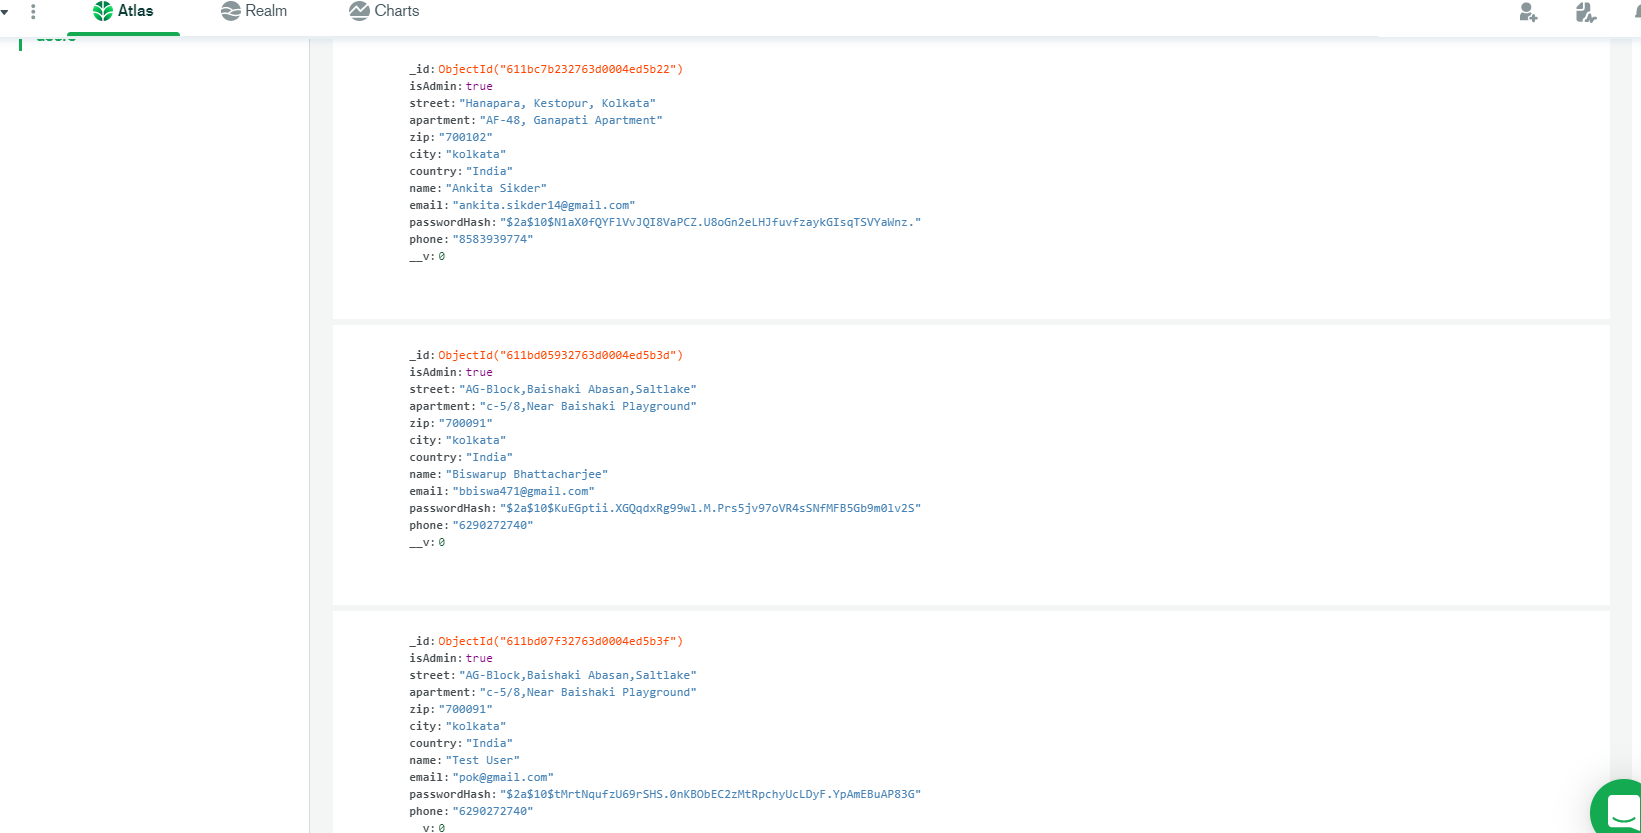 Atlas Realm Charts
users
_id: ObjectId("611bc7b232763d0004ed5b22")
isAdmin: true
street: "Hanapara, Kestopur, Kolkata"
apartment: "AF-48, Ganapati Apartment"
zip: "700102"
city: "kolkata"
country: "India"
name: "Ankita Sikder"
email: "ankita.sikder14@gmail.com"
passwordHash: "$2a$10$N1aX0fQYFlVvJQI8VaPCZ.U8oGn2eLHJfuvfzaykGIsqTSVYaWnz."
phone: "8583939774"
__v: 0
_id: ObjectId("611bd05932763d0004ed5b3d")
isAdmin: true
street: "AG-Block,Baishaki Abasan,Saltlake"
apartment: "c-5/8,Near Baishaki Playground"
zip: "700091"
city: "kolkata"
country: "India"
name: "Biswarup Bhattacharjee"
email: "bbiswa471@gmail.com"
passwordHash: "$2a$10$KuEGptii.XGQqdxRg99wl.M.Prs5jv97oVR4sSNfMFB5Gb9m0lv2S"
phone: "6290272740"
__v: 0
_id: ObjectId("611bd07f32763d0004ed5b3f")
isAdmin: true
street: "AG-Block,Baishaki Abasan,Saltlake"
apartment: "c-5/8,Near Baishaki Playground"
zip: "700091"
city: "kolkata"
country: "India"
name: "Test User"
email: "pok@gmail.com"
passwordHash: "$2a$10$tMrtNqufzU69rSHS.0nKBObEC2zMtRpchyUcLDyF.YpAmEBuAP83G"
phone: "6290272740"
__v: 0